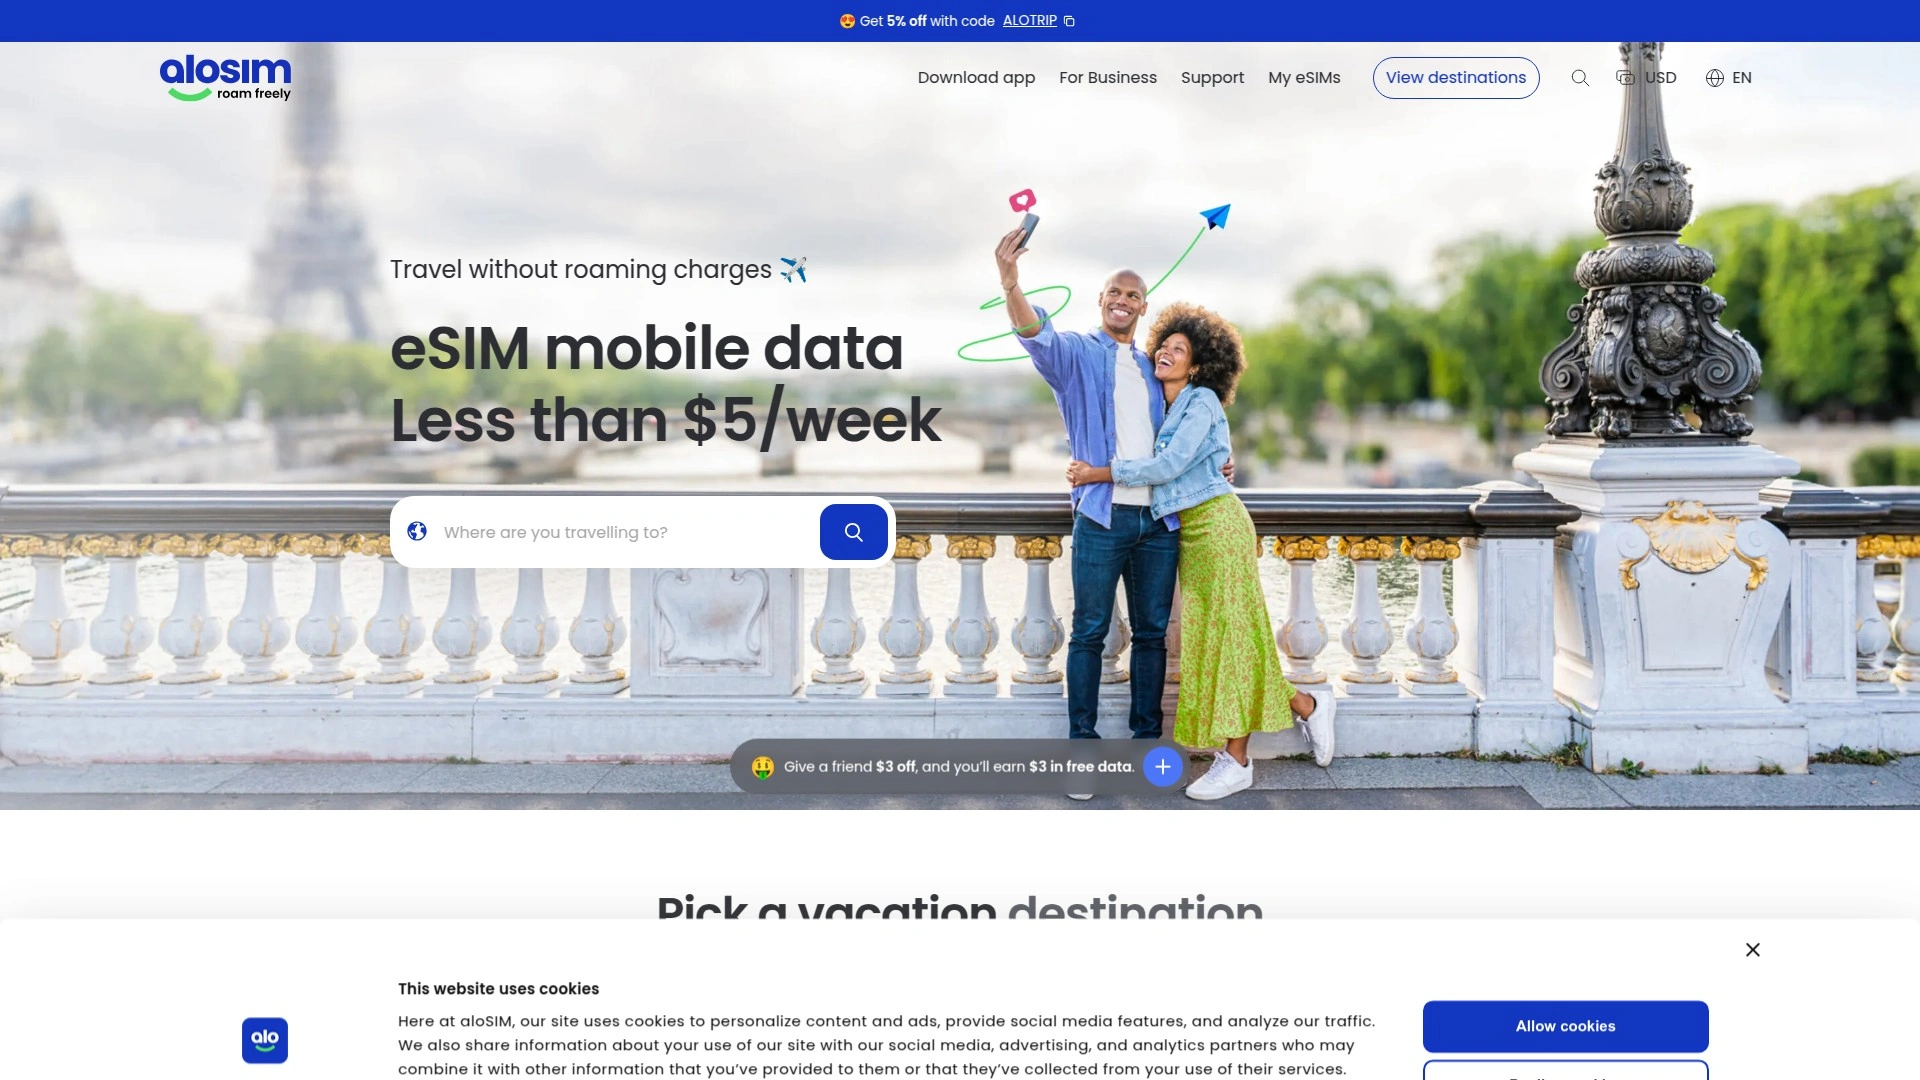 😍 Get 5% off with code ALOTRIP
alosim
roam freely
Download app
For Business
Support
My eSIMs
View destinations
USD
EN
Travel without roaming charges ✈️
eSIM mobile data
Less than $5/week
Where are you travelling to?
🤑 Give a friend $3 off, and you’ll earn $3 in free data.
Pick a vacation destination
This website uses cookies
alo
Here at aloSIM, our site uses cookies to personalize content and ads, provide social media features, and analyze our traffic.
We also share information about your use of our site with our social media, advertising, and analytics partners who may
combine it with other information that you’ve provided to them or that they’ve collected from your use of their services.
Allow cookies